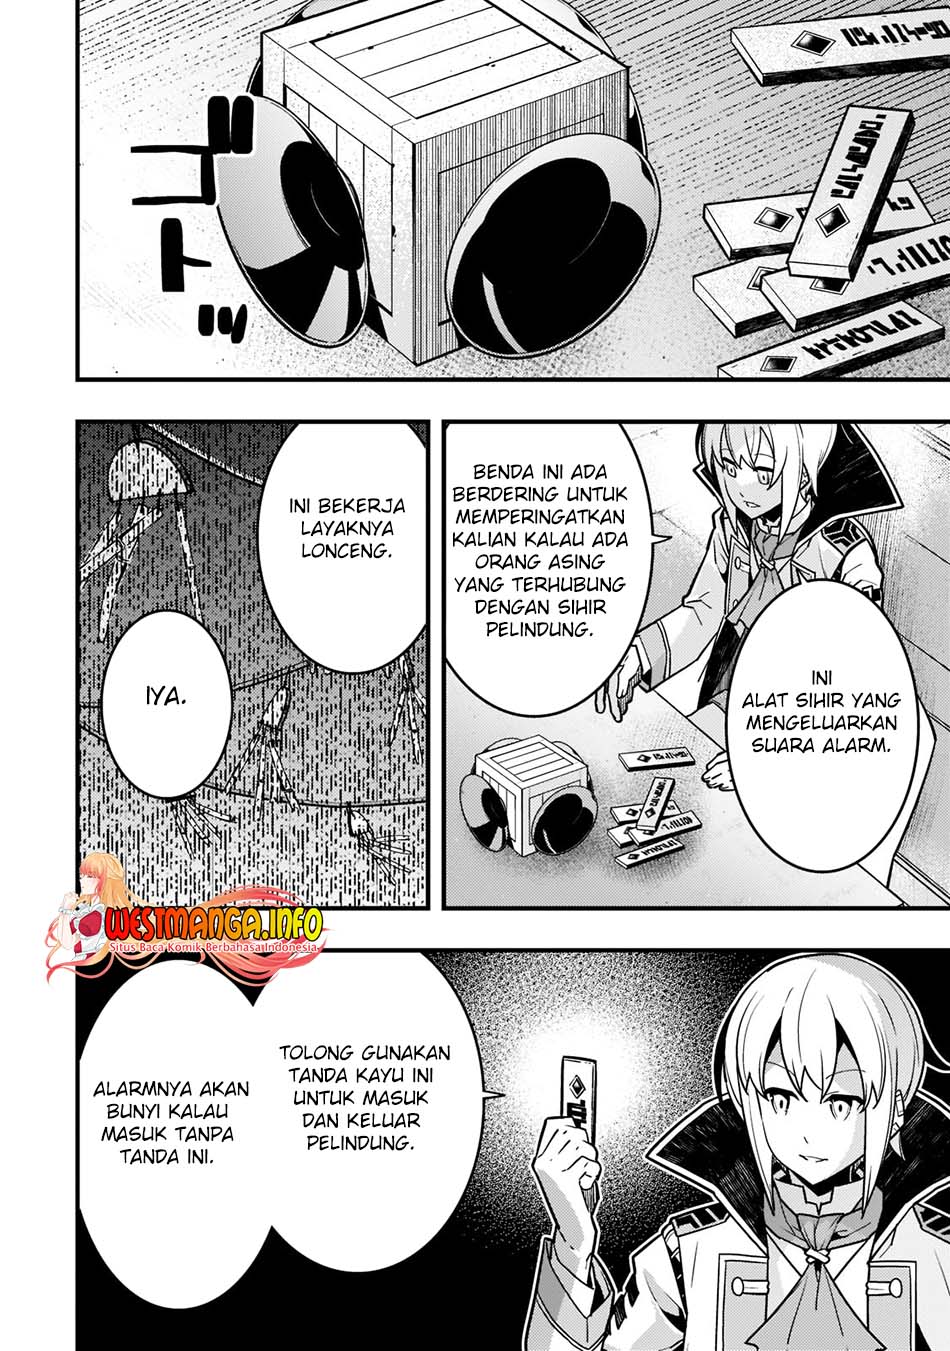 ドン
INI
ALAT SIHIR YANG
MENGELUARKAN
SUARA ALARM.
BENDA INI ADA
BERDERING UNTUK
MEMPERINGATKAN
KALIAN KALAU ADA
ORANG ASING
YANG TERHUBUNG
DENGAN SIHIR
PELINDUNG.
INI BEKERJA
LAYAKNYA
LONCENG.
IYA.
WESTMANGA.INFO
Situs Baca Komik Berbahasa Indonesia
TOLONG GUNAKAN
TANDA KAYU INI
UNTUK MASUK
DAN KELUAR
PELINDUNG.
ALARMNYA AKAN
BUNYI KALAU
MASUK TANPA
TANDA INI.